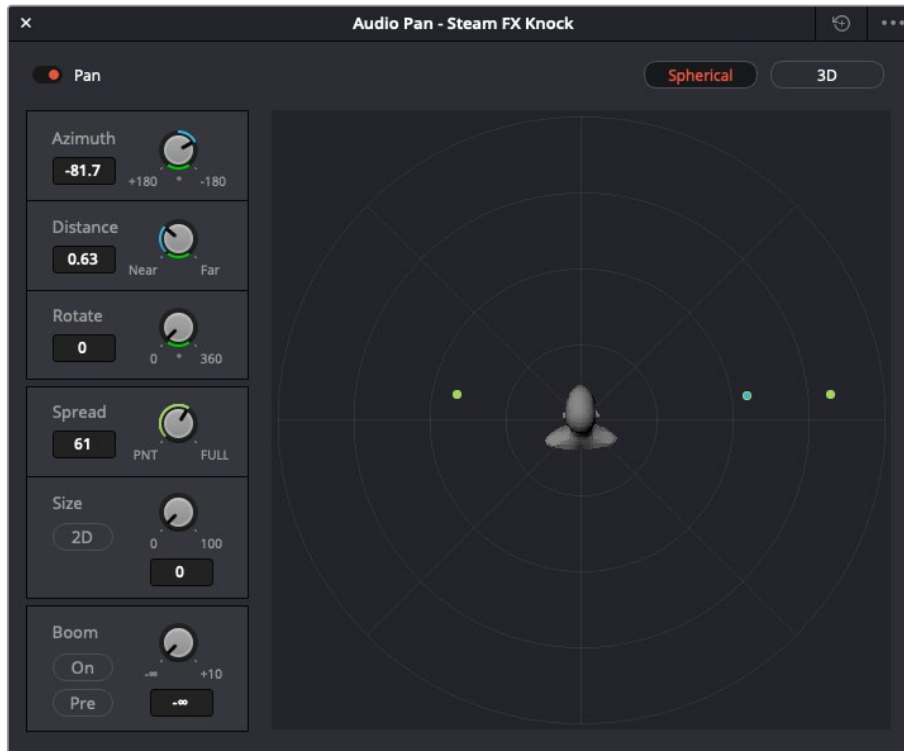 × Audio Pan - Steam FX Knock •••
Pan Spherical 3D
Azimuth
-81.7
+180 ° -180
Distance
0.63
Near Far
Rotate
0
0 ° 360
Spread
61
PNT FULL
Size
2D
0 100
0
Boom
On
-∞ +10
Pre
-∞